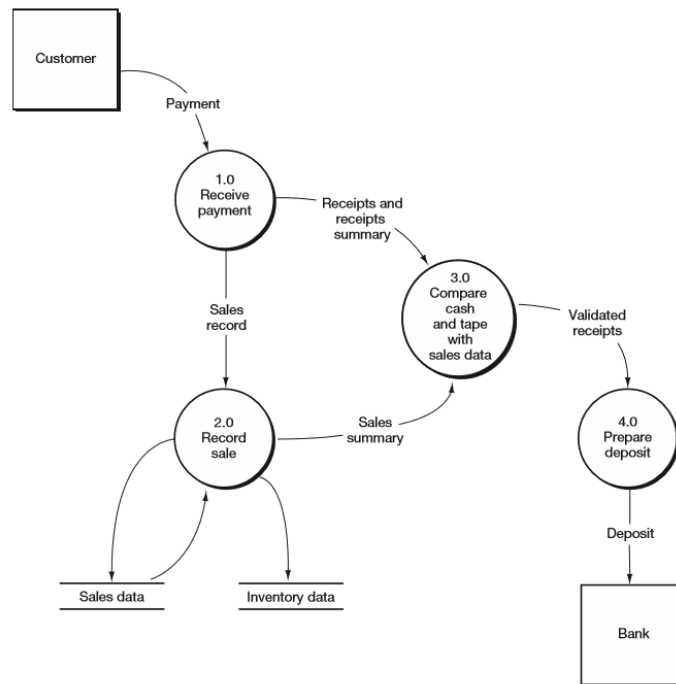 Customer
Payment
1.0
Receive
payment
Receipts and
receipts
summary
3.0
Compare
cash
and tape
with
sales data
Sales
record
Validated
receipts
2.0
Record
sale
Sales
summary
4.0
Prepare
deposit
Deposit
Sales data
Inventory data
Bank